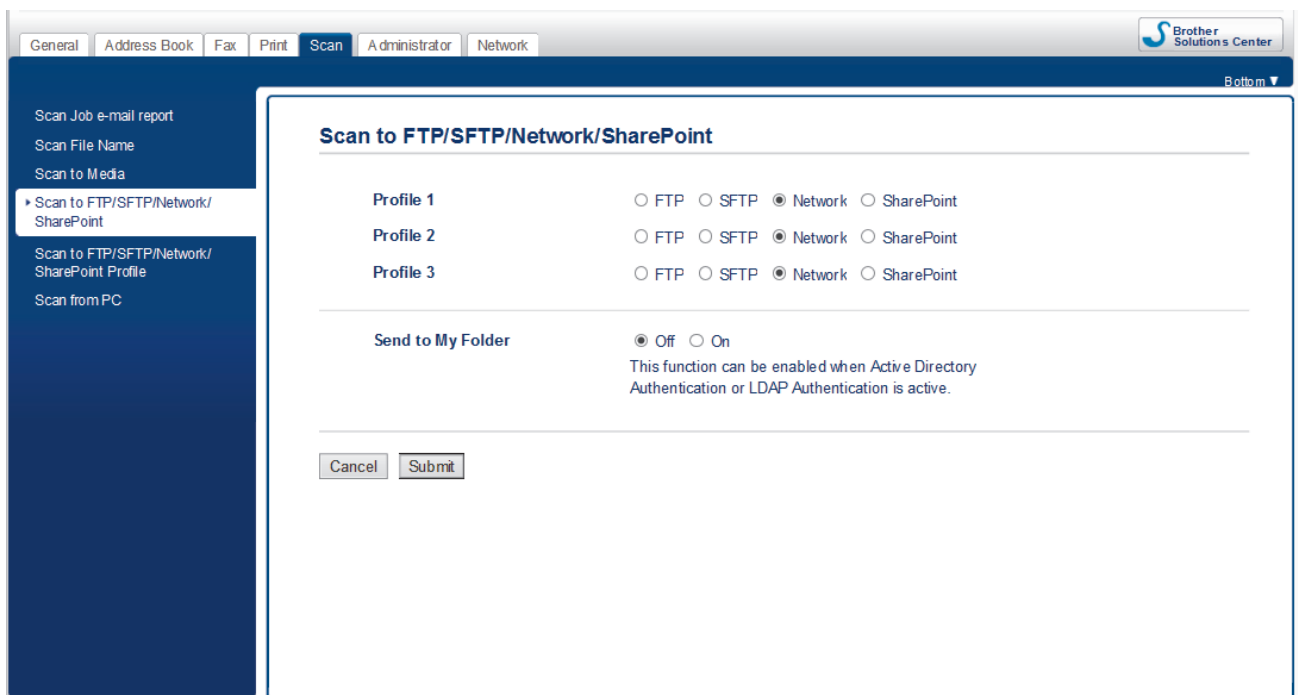 General Address Book Fax Print Scan Administrator Network
Brother
Solutions Center
Bottom ▼
Scan Job e-mail report
Scan File Name
Scan to Media
Scan to FTP/SFTP/Network/
SharePoint
Scan to FTP/SFTP/Network/
SharePoint Profile
Scan from PC
Scan to FTP/SFTP/Network/SharePoint
Profile 1 FTP SFTP Network SharePoint
Profile 2 FTP SFTP Network SharePoint
Profile 3 FTP SFTP Network SharePoint
Send to My Folder Off On
This function can be enabled when Active Directory
Authentication or LDAP Authentication is active.
Cancel Submit